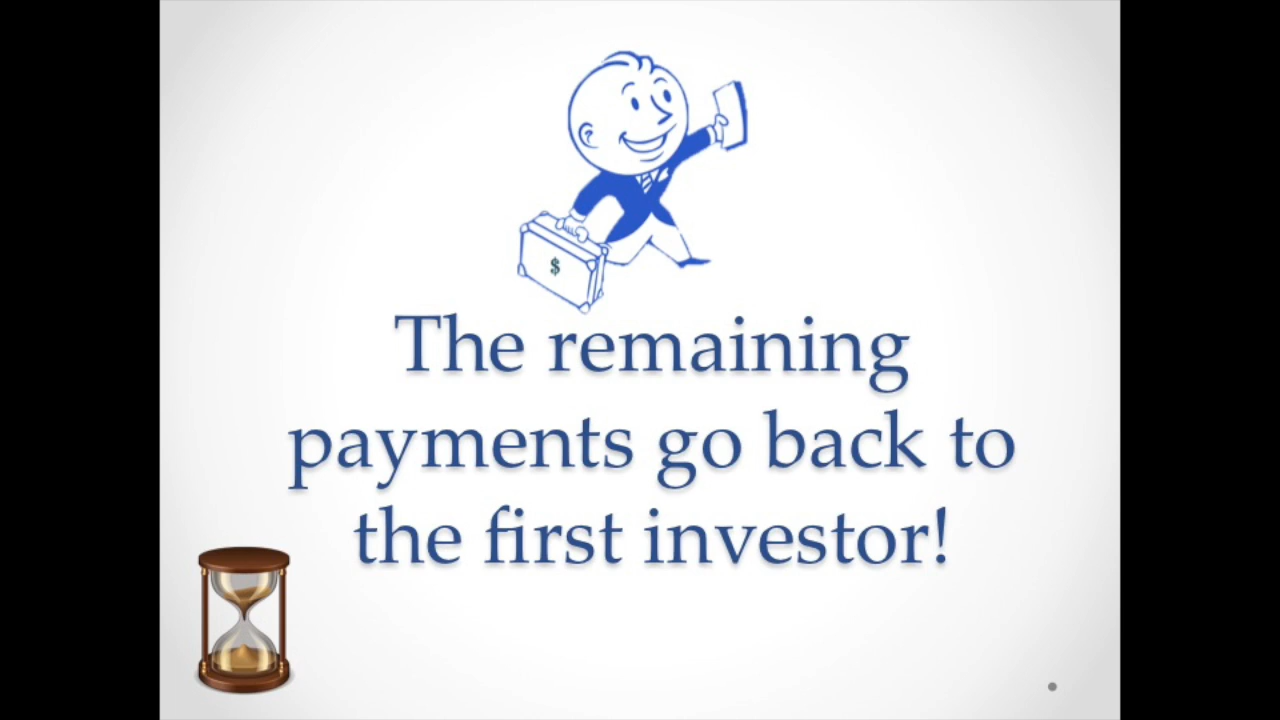 $
The remaining
payments go back to
the first investor!